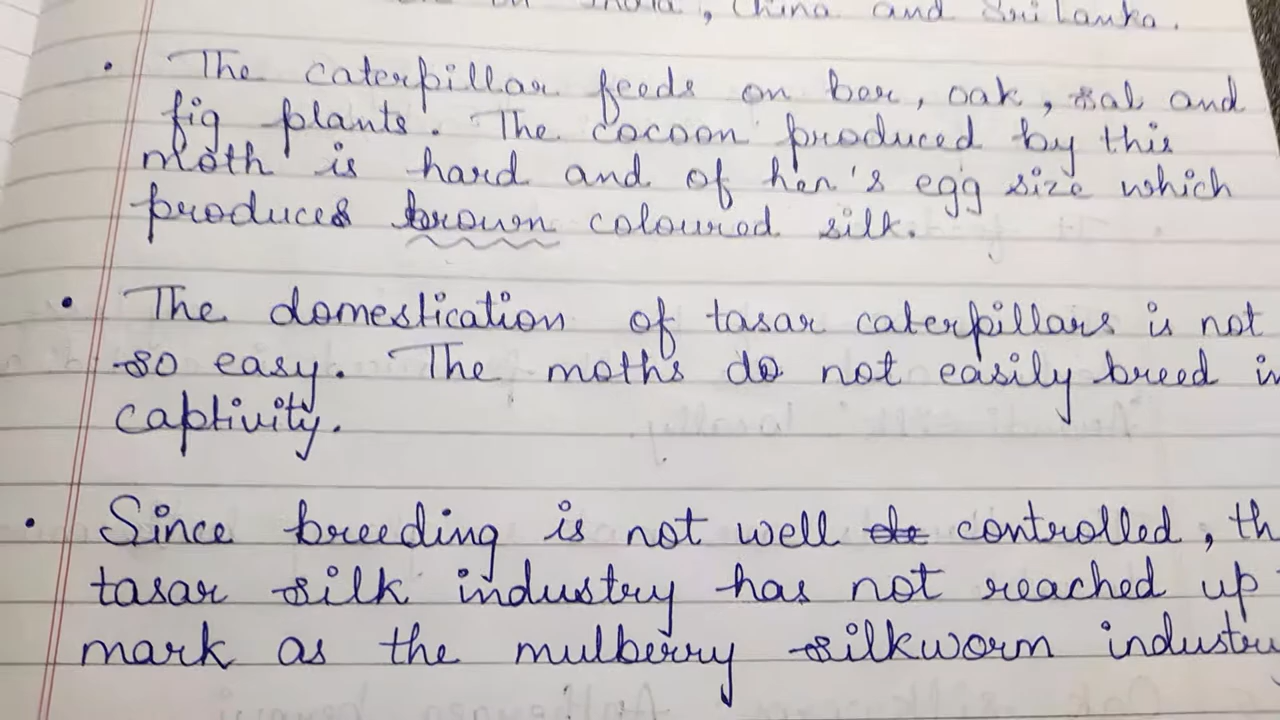 India, China and Sri Lanka.
• The caterpillar feeds on ber, oak, sal and
fig plants. The cocoon produced by this
moth is hard and of hen's egg size which
produces brown coloured silk.
• The domestication of tasar caterpillars is not
so easy. The moths do not easily breed in
captivity.
• Since breeding is not well controlled, th
tasar silk industry has not reached up
mark as the mulberry silkworm industry